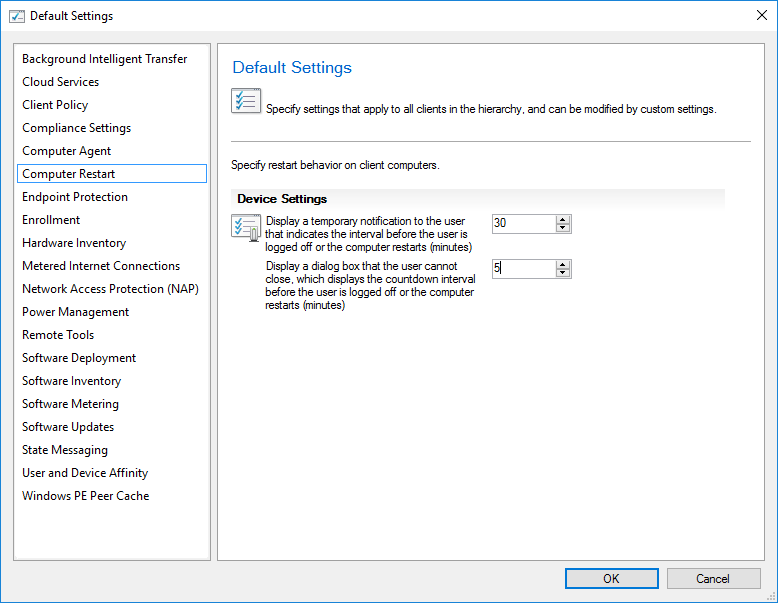 Default Settings
Background Intelligent Transfer
Cloud Services
Client Policy
Compliance Settings
Computer Agent
Computer Restart
Endpoint Protection
Enrollment
Hardware Inventory
Metered Internet Connections
Network Access Protection (NAP)
Power Management
Remote Tools
Software Deployment
Software Inventory
Software Metering
Software Updates
State Messaging
User and Device Affinity
Windows PE Peer Cache
Default Settings
Specify settings that apply to all clients in the hierarchy, and can be modified by custom settings.
Specify restart behavior on client computers.
Device Settings
Display a temporary notification to the user
that indicates the interval before the user is
logged off or the computer restarts (minutes)
30
Display a dialog box that the user cannot
close, which displays the countdown interval
before the user is logged off or the computer
restarts (minutes)
5
OK
Cancel